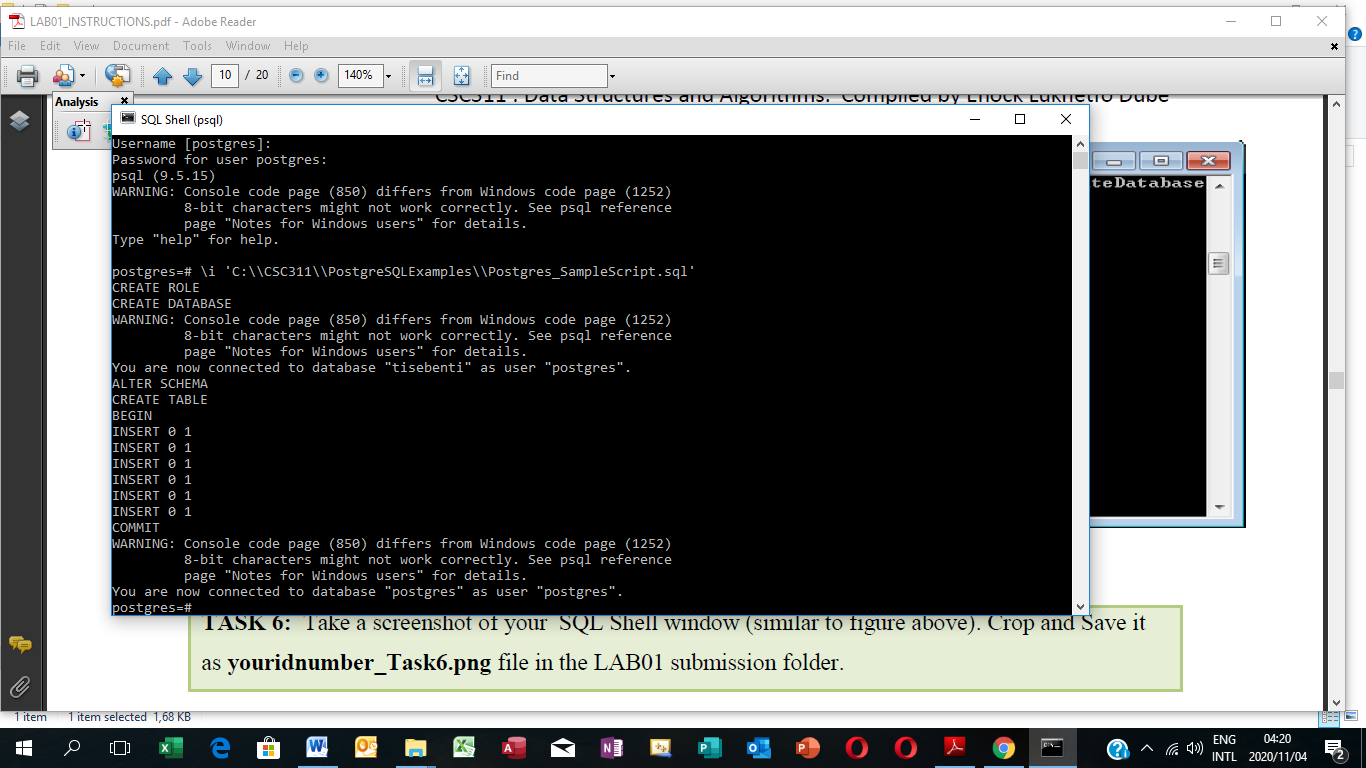 LAB01_INSTRUCTIONS.pdf - Adobe Reader
File Edit View Document Tools Window Help
10 / 20 140% Find
Analysis
CSC311 : Data Structures and Algorithms. Compiled by Enock Lukhetfo Dube
SQL Shell (psql)
Username [postgres]:
Password for user postgres:
psql (9.5.15)
WARNING: Console code page (850) differs from Windows code page (1252)
8-bit characters might not work correctly. See psql reference
page "Notes for Windows users" for details.
Type "help" for help.
postgres=# \i 'C:\\CSC311\\PostgreSQLExamples\\Postgres_SampleScript.sql'
CREATE ROLE
CREATE DATABASE
WARNING: Console code page (850) differs from Windows code page (1252)
8-bit characters might not work correctly. See psql reference
page "Notes for Windows users" for details.
You are now connected to database "tisebenti" as user "postgres".
ALTER SCHEMA
CREATE TABLE
BEGIN
INSERT 0 1
INSERT 0 1
INSERT 0 1
INSERT 0 1
INSERT 0 1
INSERT 0 1
COMMIT
WARNING: Console code page (850) differs from Windows code page (1252)
8-bit characters might not work correctly. See psql reference
page "Notes for Windows users" for details.
You are now connected to database "postgres" as user "postgres".
postgres=#
teDatabase
TASK 6: Take a screenshot of your SQL Shell window (similar to figure above). Crop and Save it
as youridnumber_Task6.png file in the LAB01 submission folder.
1 item 1 item selected 1,68 KB
ENG
INTL
04:20
2020/11/04
2